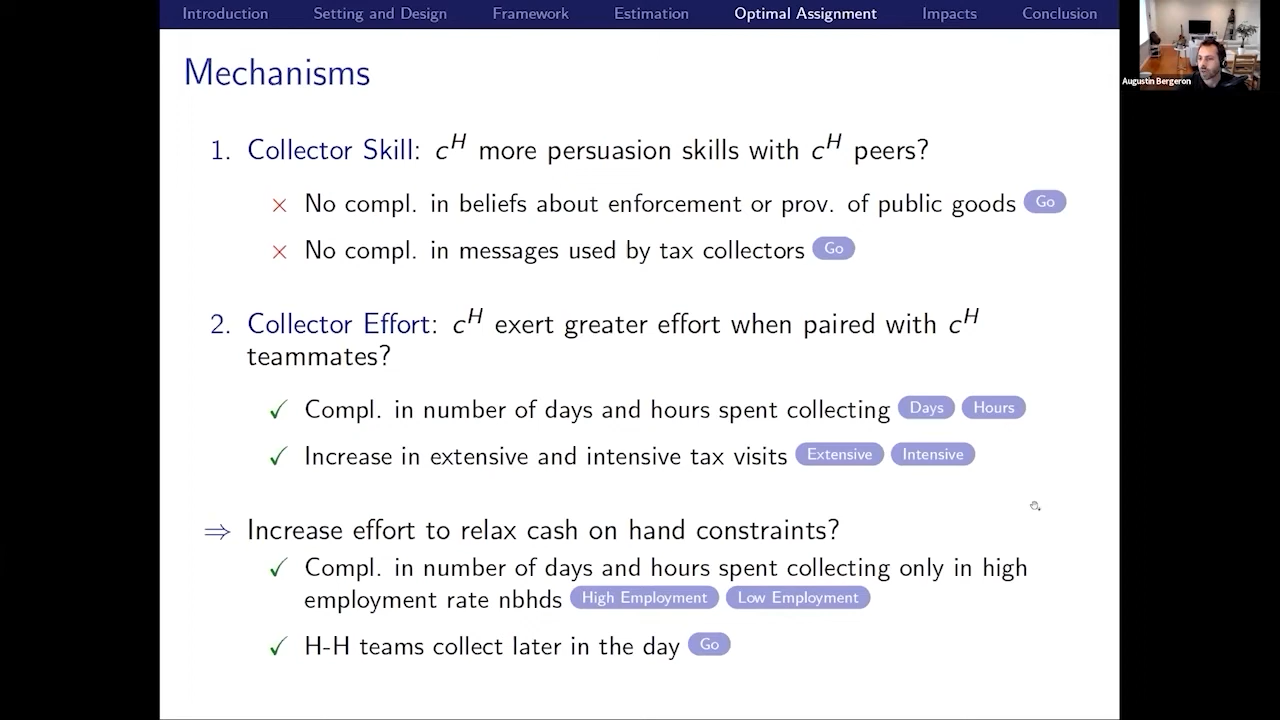 Introduction Setting and Design Framework Estimation Optimal Assignment Impacts Conclusion
Augustin Bergeron
Mechanisms
1. Collector Skill: c^H more persuasion skills with c^H peers?
× No compl. in beliefs about enforcement or prov. of public goods Go
× No compl. in messages used by tax collectors Go
2. Collector Effort: c^H exert greater effort when paired with c^H
teammates?
✓ Compl. in number of days and hours spent collecting Days Hours
✓ Increase in extensive and intensive tax visits Extensive Intensive
⇒ Increase effort to relax cash on hand constraints?
✓ Compl. in number of days and hours spent collecting only in high
employment rate nbhds High Employment Low Employment
✓ H-H teams collect later in the day Go